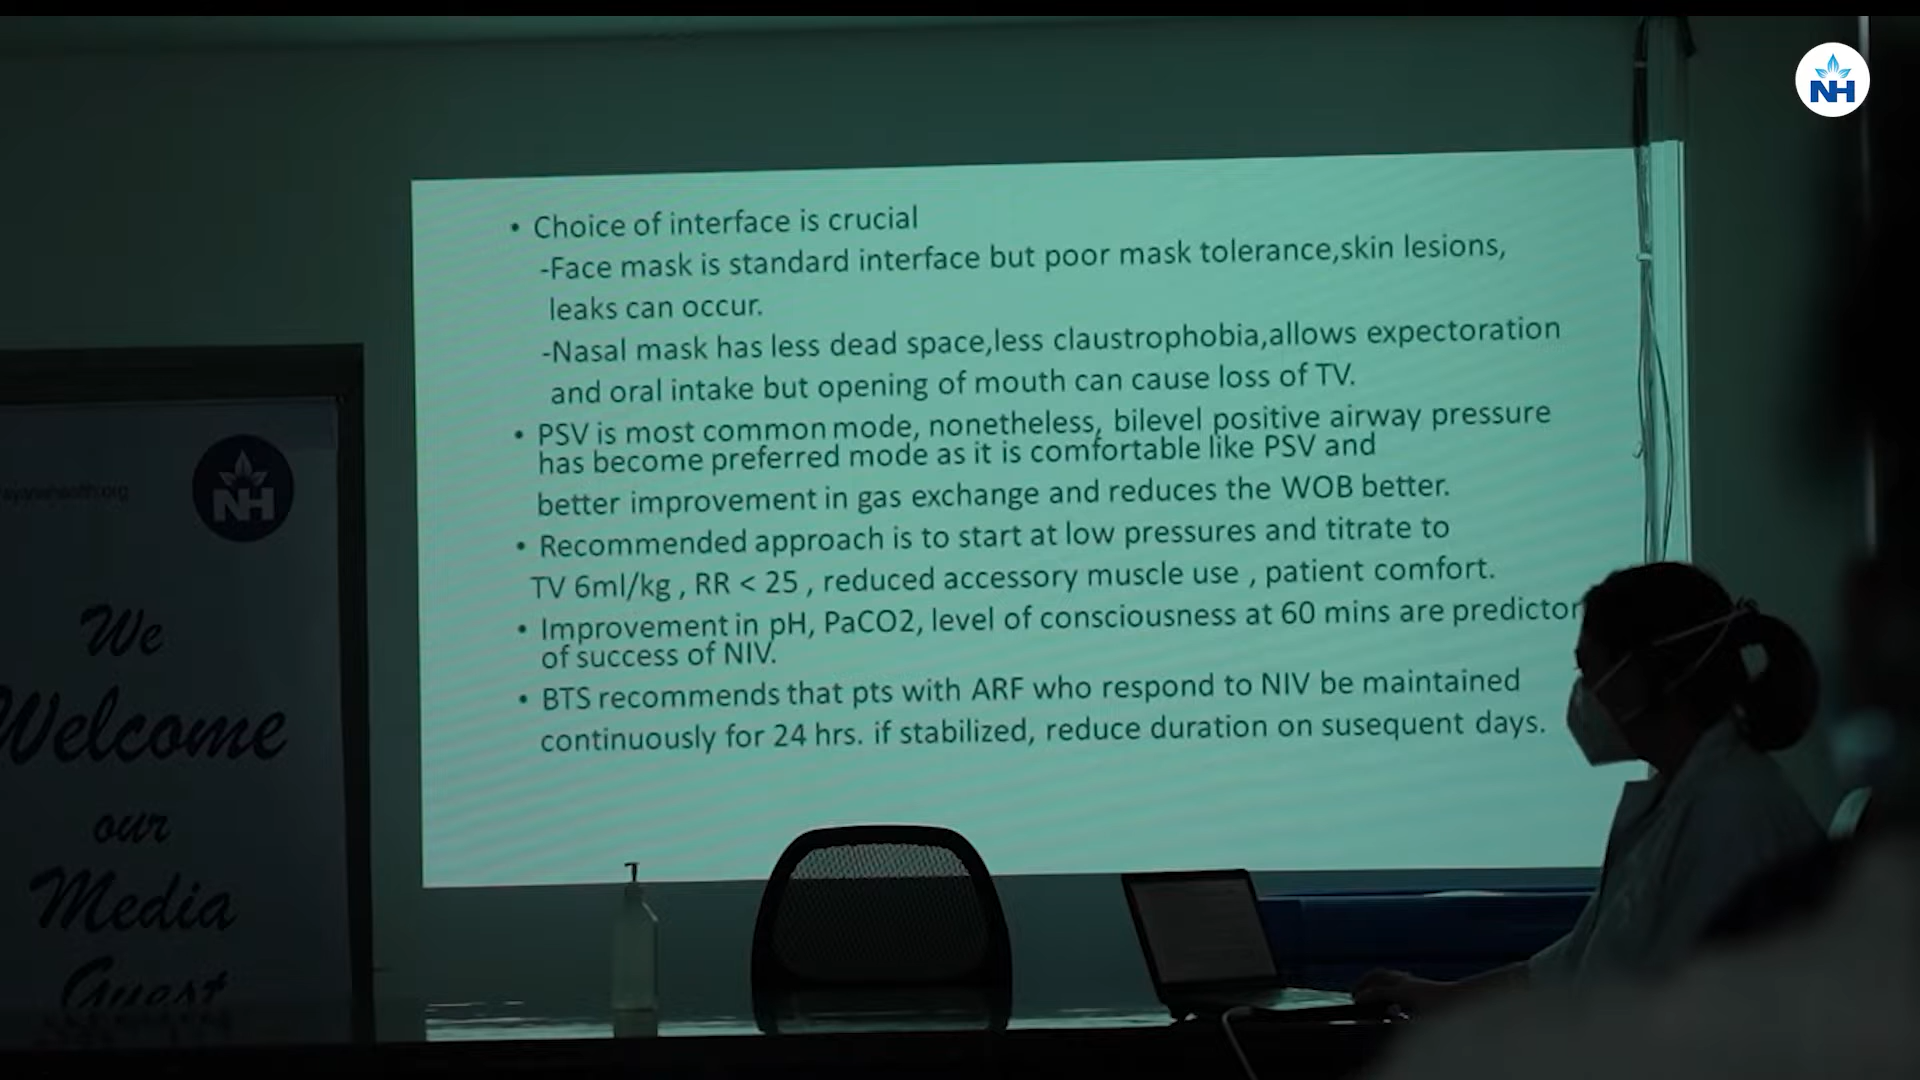 NH
• Choice of interface is crucial
-Face mask is standard interface but poor mask tolerance,skin lesions,
leaks can occur.
-Nasal mask has less dead space,less claustrophobia,allows expectoration
and oral intake but opening of mouth can cause loss of TV.
• PSV is most common mode, nonetheless, bilevel positive airway pressure
has become preferred mode as it is comfortable like PSV and
better improvement in gas exchange and reduces the WOB better.
• Recommended approach is to start at low pressures and titrate to
TV 6ml/kg , RR < 25 , reduced accessory muscle use , patient comfort.
• Improvement in pH, PaCO2, level of consciousness at 60 mins are predictor
of success of NIV.
• BTS recommends that pts with ARF who respond to NIV be maintained
continuously for 24 hrs. if stabilized, reduce duration on susequent days.
NH
We
Welcome
our
Media
Guest